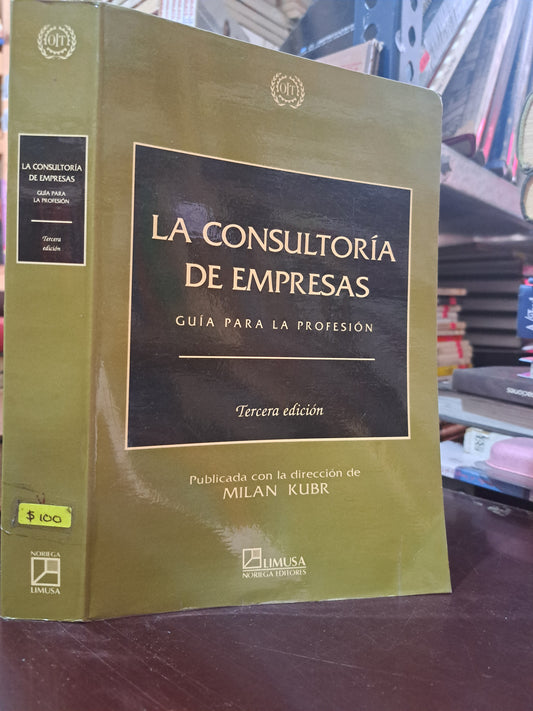 OIT
LA CONSULTORÍA
DE EMPRESAS
GUÍA PARA
LA PROFESIÓN
Tercera
edición
$ 100
NORIEGA
LIMUSA
OIT
LA CONSULTORÍA
DE EMPRESAS
GUÍA PARA LA PROFESIÓN
Tercera edición
Publicada con la dirección de
MILAN KUBR
LIMUSA
NORIEGA EDITORES